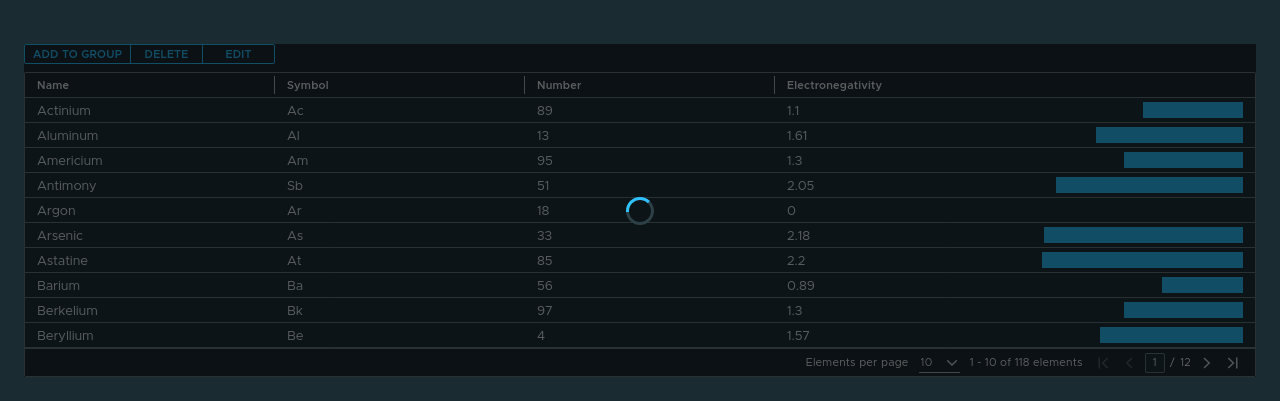 ADD TO GROUP DELETE EDIT
Name Symbol Number Electronegativity
Actinium Ac 89 1.1
Aluminum Al 13 1.61
Americium Am 95 1.3
Antimony Sb 51 2.05
Argon Ar 18 0
Arsenic As 33 2.18
Astatine At 85 2.2
Barium Ba 56 0.89
Berkelium Bk 97 1.3
Beryllium Be 4 1.57
Elements per page 10 1 - 10 of 118 elements 1 / 12